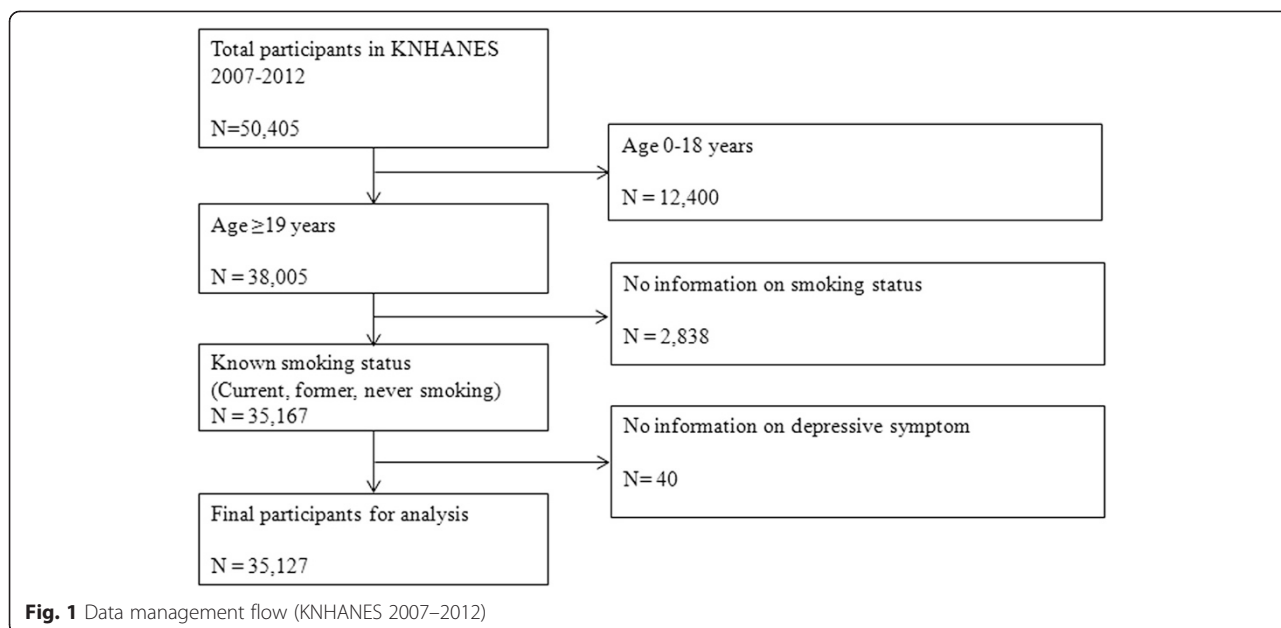 Total participants in KNHANES
2007-2012
N=50,405
Age 0-18 years
N = 12,400
Age ≥19 years
N = 38,005
No information on smoking status
N = 2,838
Known smoking status
(Current, former, never smoking)
N = 35,167
No information on depressive symptom
N= 40
Final participants for analysis
N = 35,127
Fig. 1 Data management flow (KNHANES 2007–2012)